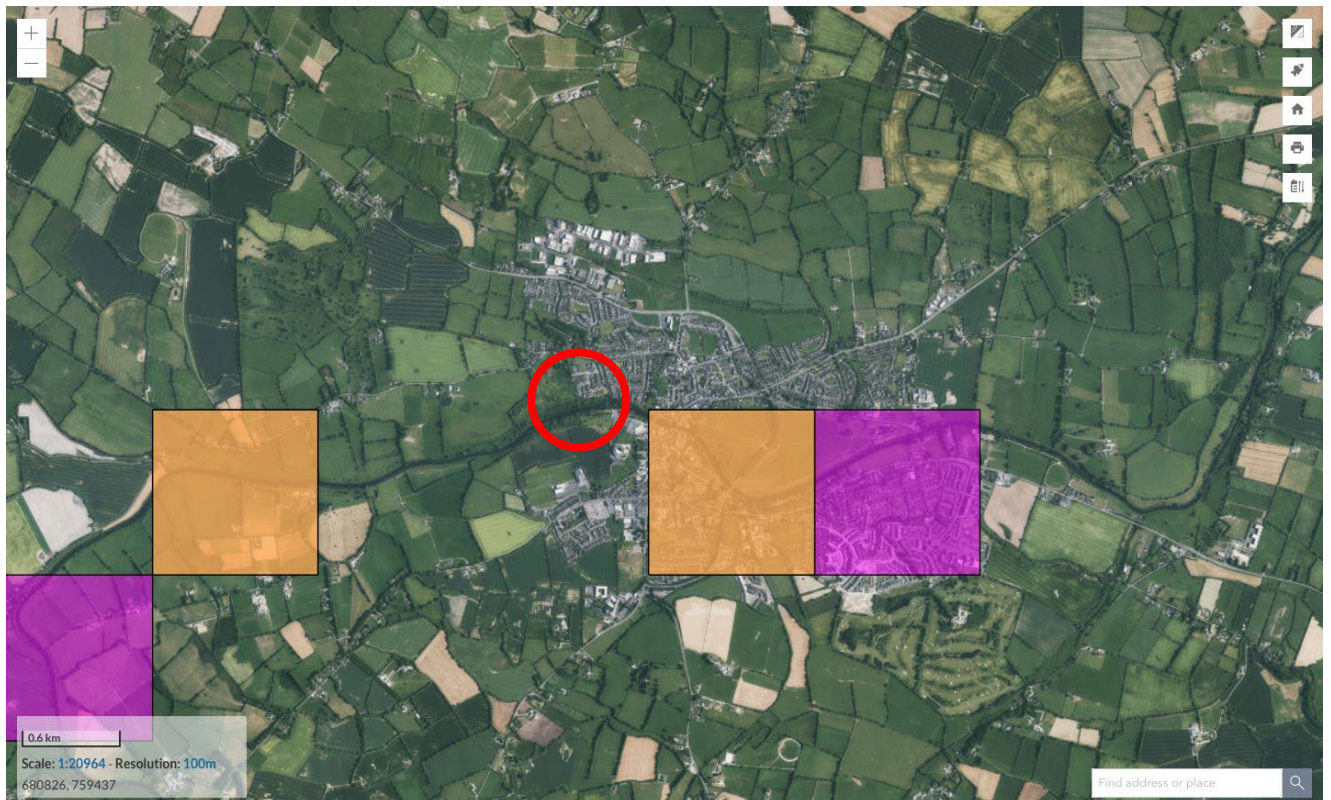 +
−
0.6 km
Scale: 1:20964 - Resolution: 100m
680826, 759437
Find address or place